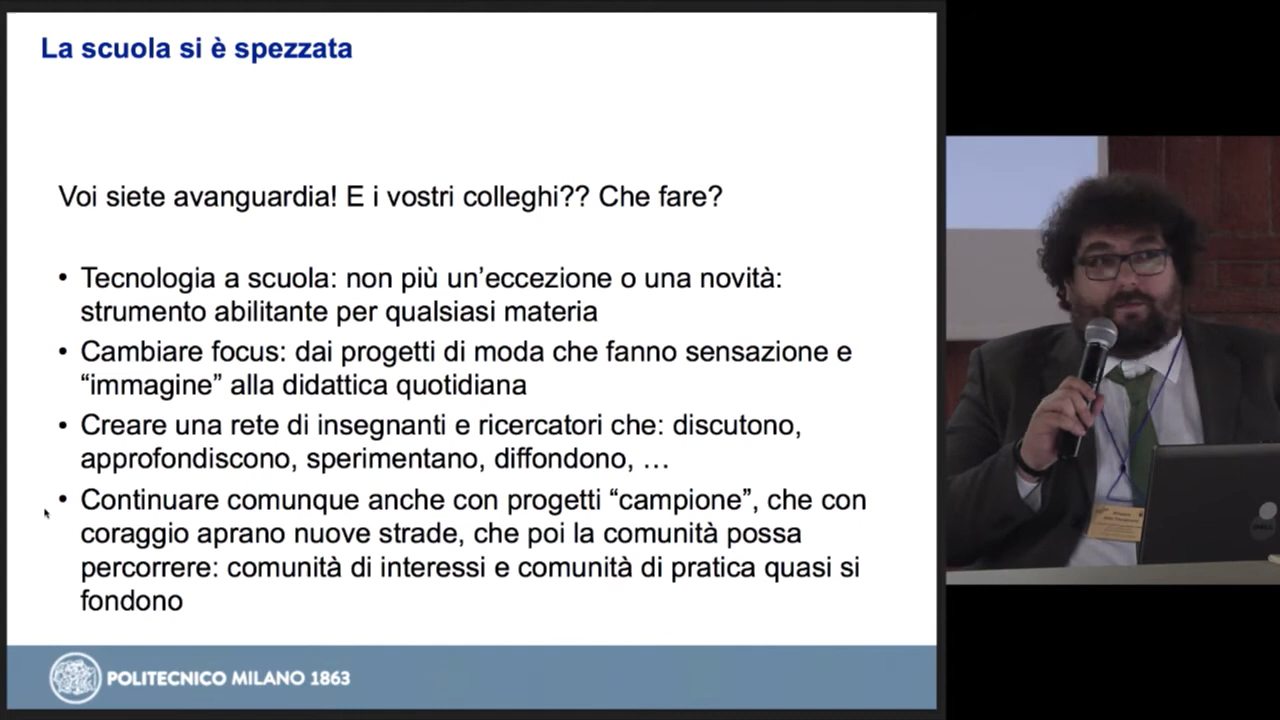 La scuola si è spezzata
Voi siete avanguardia! E i vostri colleghi?? Che fare?
• Tecnologia a scuola: non più un’eccezione o una novità:
strumento abilitante per qualsiasi materia
• Cambiare focus: dai progetti di moda che fanno sensazione e
“immagine” alla didattica quotidiana
• Creare una rete di insegnanti e ricercatori che: discutono,
approfondiscono, sperimentano, diffondono, …
• Continuare comunque anche con progetti “campione”, che con
coraggio aprano nuove strade, che poi la comunità possa
percorrere: comunità di interessi e comunità di pratica quasi si
fondono
POLITECNICO MILANO 1863
DELL